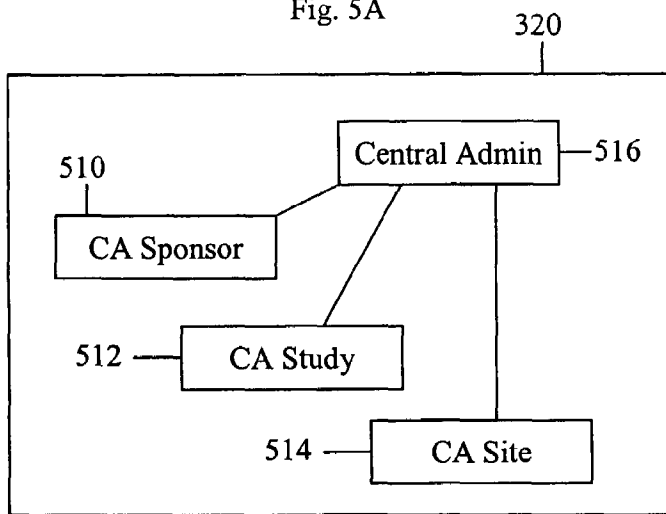 Fig. 5A
320
Central Admin
516
510
CA Sponsor
512
CA Study
514
CA Site